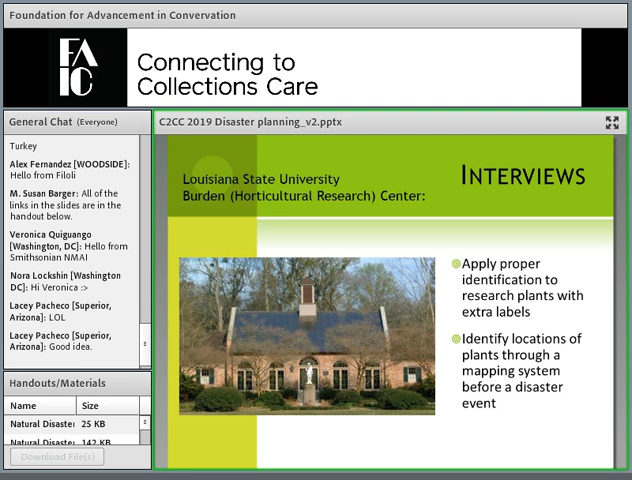 Foundation for Advancement in Convervation
FA
IC
Connecting to
Collections Care
General Chat (Everyone)
Turkey
Alex Fernandez [WOODSIDE]:
Hello from Filoli
M. Susan Barger: All of the
links in the slides are in the
handout below.
Veronica Quiguango
[Washington, DC]: Hello from
Smithsonian NMAI
Nora Lockshin [Washington
DC]: Hi Veronica :>
Lacey Pacheco [Superior,
Arizona]: LOL
Lacey Pacheco [Superior,
Arizona]: Good idea.
Handouts/Materials
Name Size
Natural Disaster 25 KB
Natural Disaster 142 KB
Download File(s)
C2CC 2019 Disaster planning_v2.pptx
Louisiana State University
Burden (Horticultural Research) Center:
INTERVIEWS
Apply proper
identification to
research plants with
extra labels
Identify locations of
plants through a
mapping system
before a disaster
event